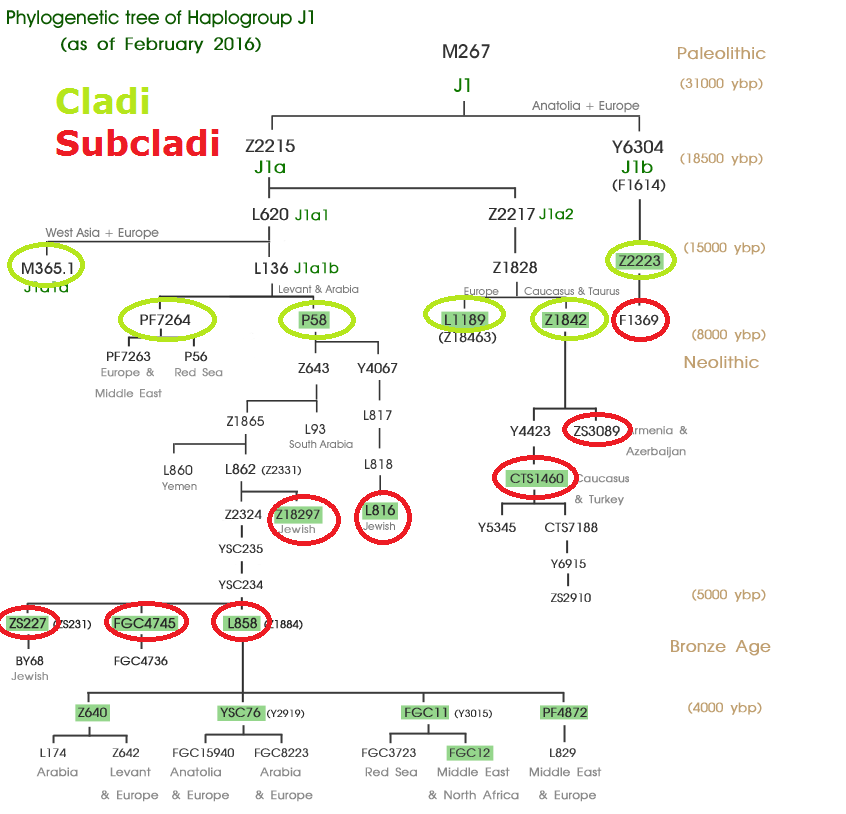 Phylogenetic tree of Haplogroup J1
(as of February 2016)
M267
Paleolithic
J1
(31000 ybp)
Cladi
Anatolia + Europe
Subcladi
Z2215
Y6304
J1a
J1b
(18500 ybp)
(F1614)
L620 J1a1
Z2217 J1a2
West Asia + Europe
(15000 ybp)
M365.1
L136 J1a1b
Z1828
Z2223
J1a1a
Levant & Arabia
Europe
Caucasus & Taurus
PF7264
P58
L1189
Z1842
F1369
(Z18463)
(8000 ybp)
PF7263
P56
Neolithic
Europe &
Middle East
Red Sea
Z643
Y4067
Z1865
L817
L93
South Arabia
Y4423
ZS3089
Armenia &
Azerbaijan
L860
Yemen
L862 (Z2331)
L818
CTS1460
Caucasus
& Turkey
Z2324
Z18297
Jewish
L816
Jewish
Y5345
CTS7188
YSC235
Y6915
YSC234
ZS2910
(5000 ybp)
ZS227 (ZS231)
FGC4745
L858 (Z1884)
Bronze Age
BY68
Jewish
FGC4736
Z640
YSC76 (Y2919)
FGC11 (Y3015)
PF4872
(4000 ybp)
L174
Z642
FGC15940
FGC8223
FGC3723
FGC12
L829
Arabia
Levant
& Europe
Anatolia
& Europe
Arabia
& Europe
Red Sea
Middle East
& North Africa
Middle East
& Europe